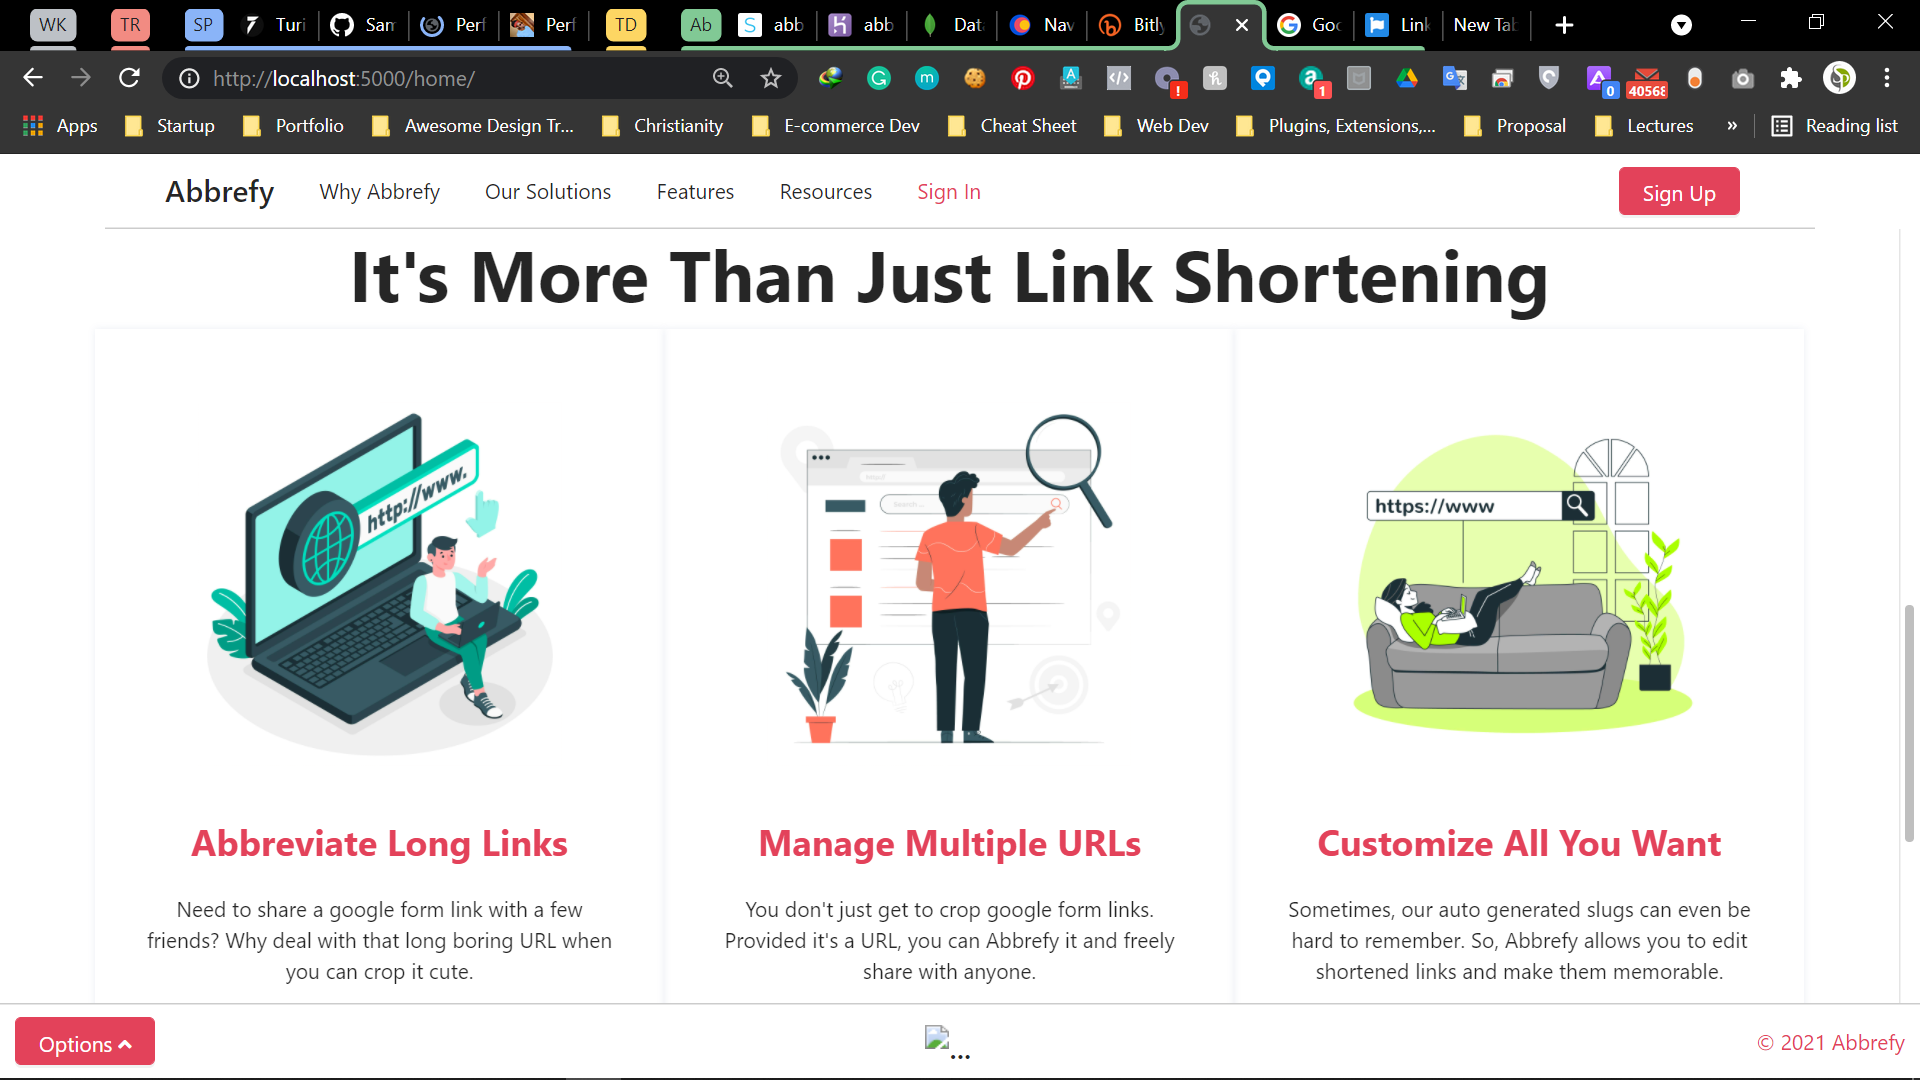 WK TR SP Turi Sam Perf Perf TD Ab abb abb Dat Nav Bitly Goo Link New Tab
http://localhost:5000/home/
! 1 0 40568
Apps Startup Portfolio Awesome Design Tr... Christianity E-commerce Dev Cheat Sheet Web Dev Plugins, Extensions,... Proposal Lectures » Reading list
Abbrefy Why Abbrefy Our Solutions Features Resources Sign In Sign Up
It's More Than Just Link Shortening
http://www.
Search ...
https://www
Abbreviate Long Links
Need to share a google form link with a few
friends? Why deal with that long boring URL when
you can crop it cute.
Manage Multiple URLs
You don't just get to crop google form links.
Provided it's a URL, you can Abbrefy it and freely
share with anyone.
Customize All You Want
Sometimes, our auto generated slugs can even be
hard to remember. So, Abbrefy allows you to edit
shortened links and make them memorable.
Options ... © 2021 Abbrefy